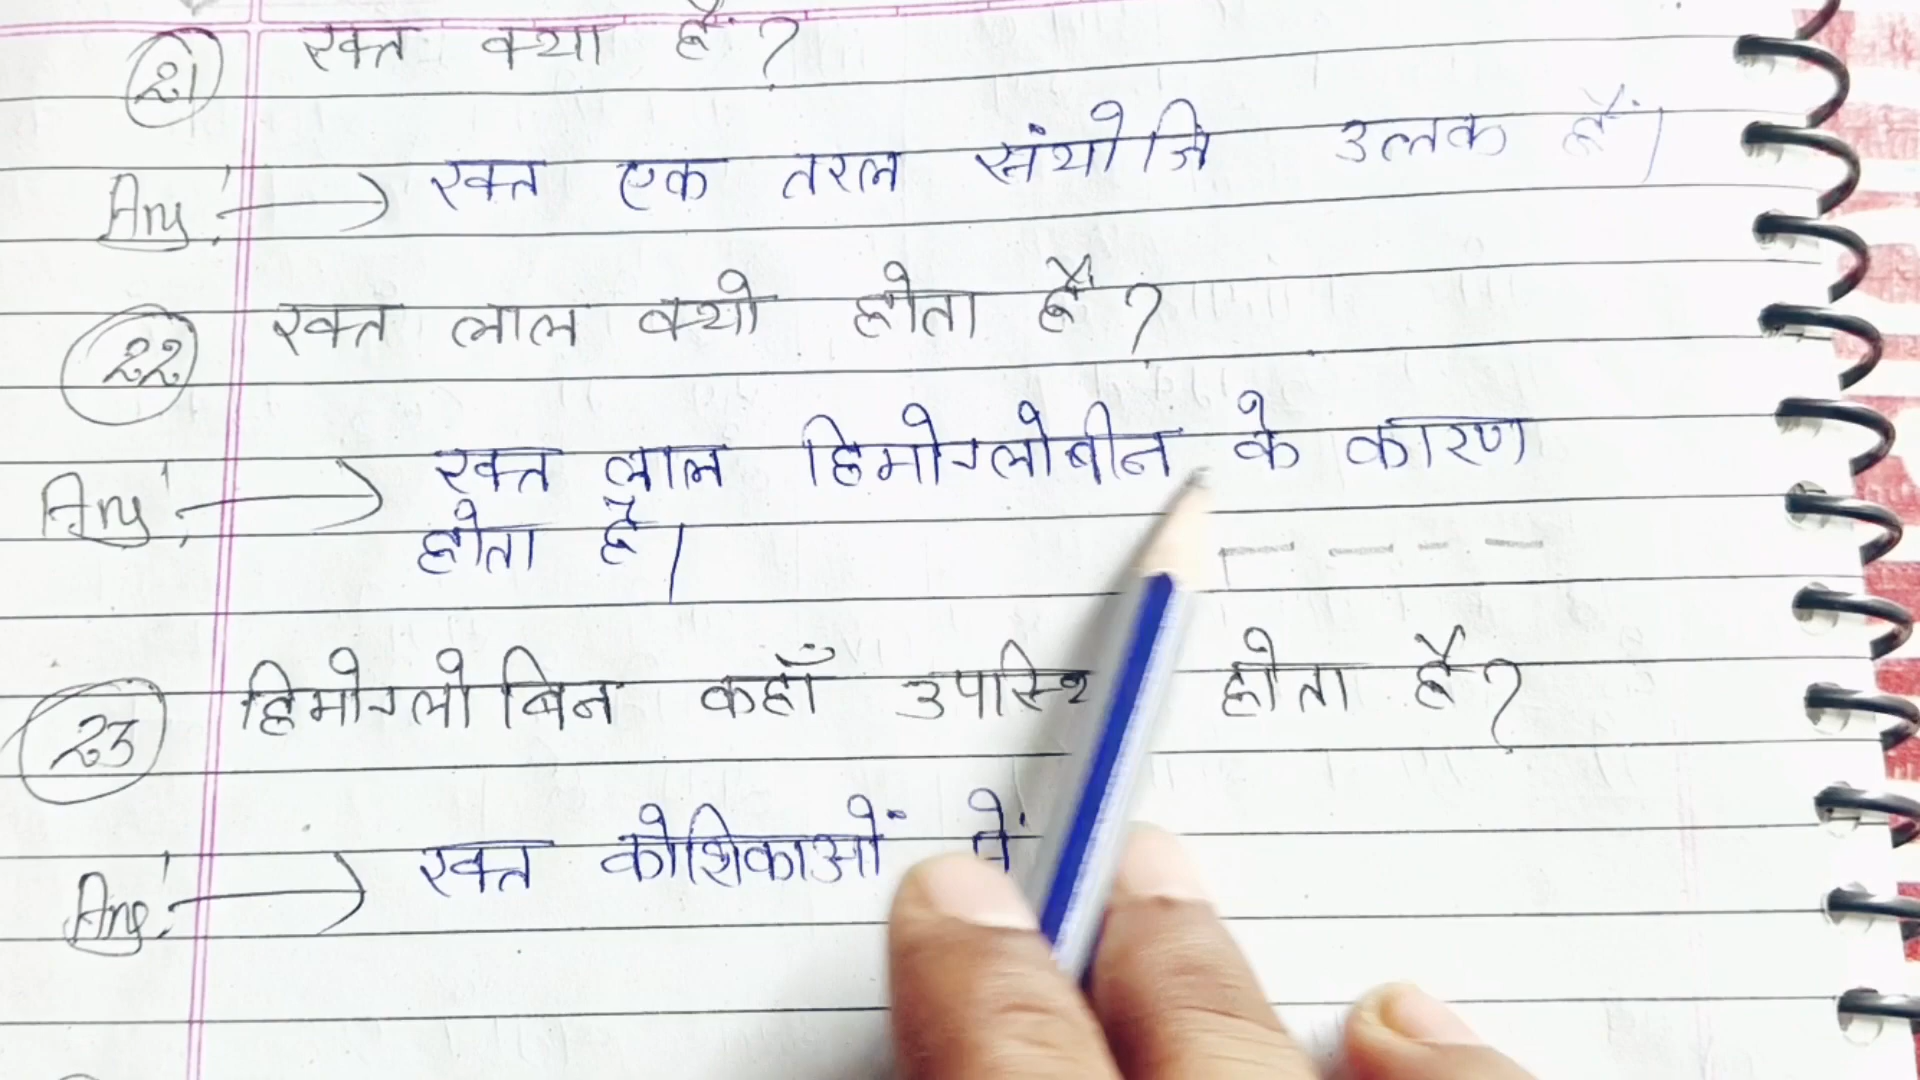 21 रक्त क्या है?
Ans: → रक्त एक तरल संयोजि उत्तक है।
22 रक्त लाल क्यो होता है?
Ans: → रक्त लाल हिमोग्लोबीन के कारण
होता है।
23 हिमोग्लोबिन कहाँ उपस्थि होता है?
Ans: → रक्त कोशिकाओं में